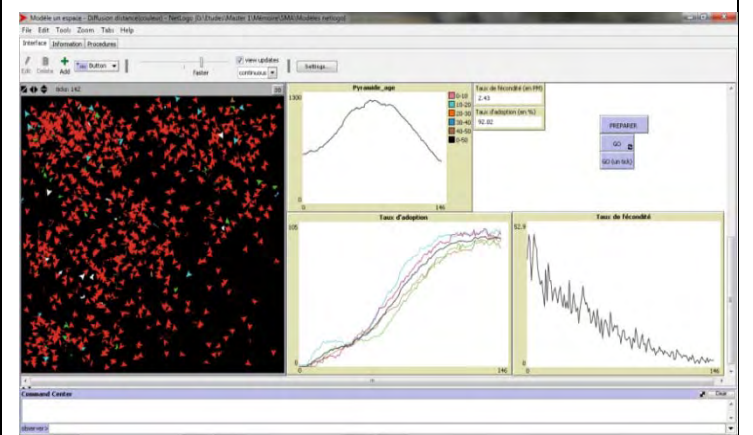 Modèle un espace - Diffusion distance(couleur) - NetLogo {D:\Etudes\Master 1\Mémoire\SMA\Modèles netlogo}
File Edit Tools Zoom Tabs Help
Interface Information Procedures
Edit Delete Add
Button
faster
view updates
continuous
Settings...
ticks: 142
3D
Pyramide_age
1300
0
0
146
0-10
10-20
20-30
30-40
40-50
0-50
Taux de fécondité (en PM)
2.43
Taux d'adoption (en %)
92.02
PREPARER
GO
GO (un tick)
Taux d'adoption
105
0
0
146
Taux de fécondité
52.9
0
0
146
Command Center
Clear
observer>